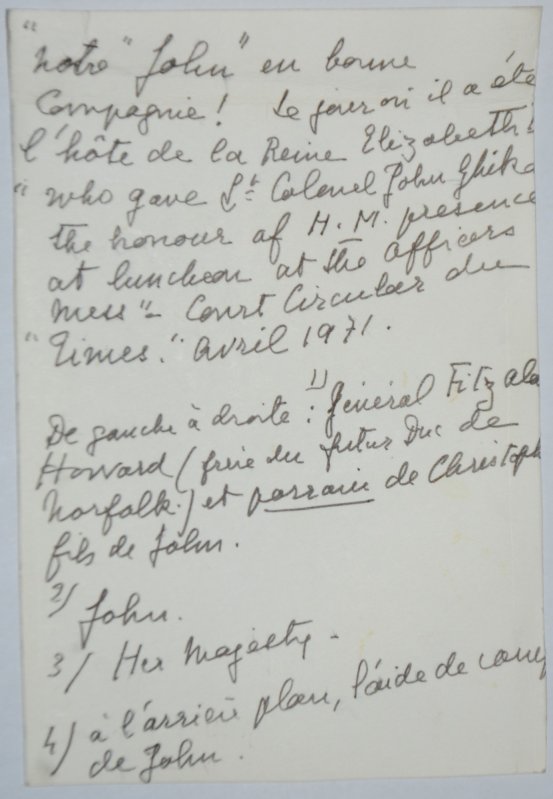 "
Notre "John" en bonne
Compagnie! Le jour où il a été
l'hôte de la Reine Elizabeth
"who gave Lt Colonel John Ghika
the honour of H.M. presence
at luncheon at the Officers
mess"- Court Circular du
"Times." avril 1971.
De gauche à droite: 1) Général Fitzala
Howard (frère du futur Duc de
Norfolk) et parrain de Christoph
fils de John.
2) John.
3/ Her Majesty -
4) à l'arrière plan, l'aide de camp
de John.